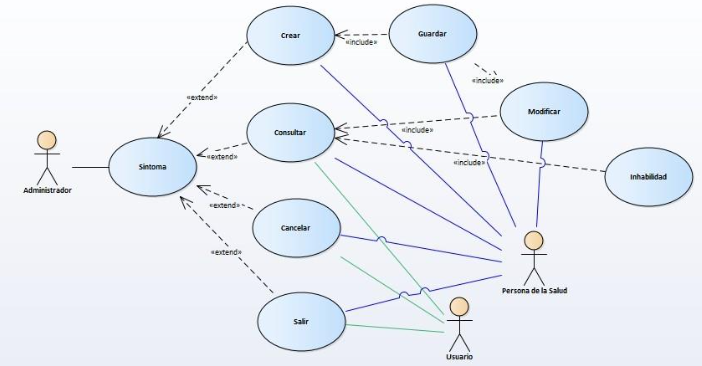 Crear
«include»
Guardar
«include»
«extend»
Modificar
Consultar
«include»
«extend»
«include»
Administrador
Sintoma
Inhabilidad
«extend»
Cancelar
«extend»
Persona de la Salud
Salir
Usuario